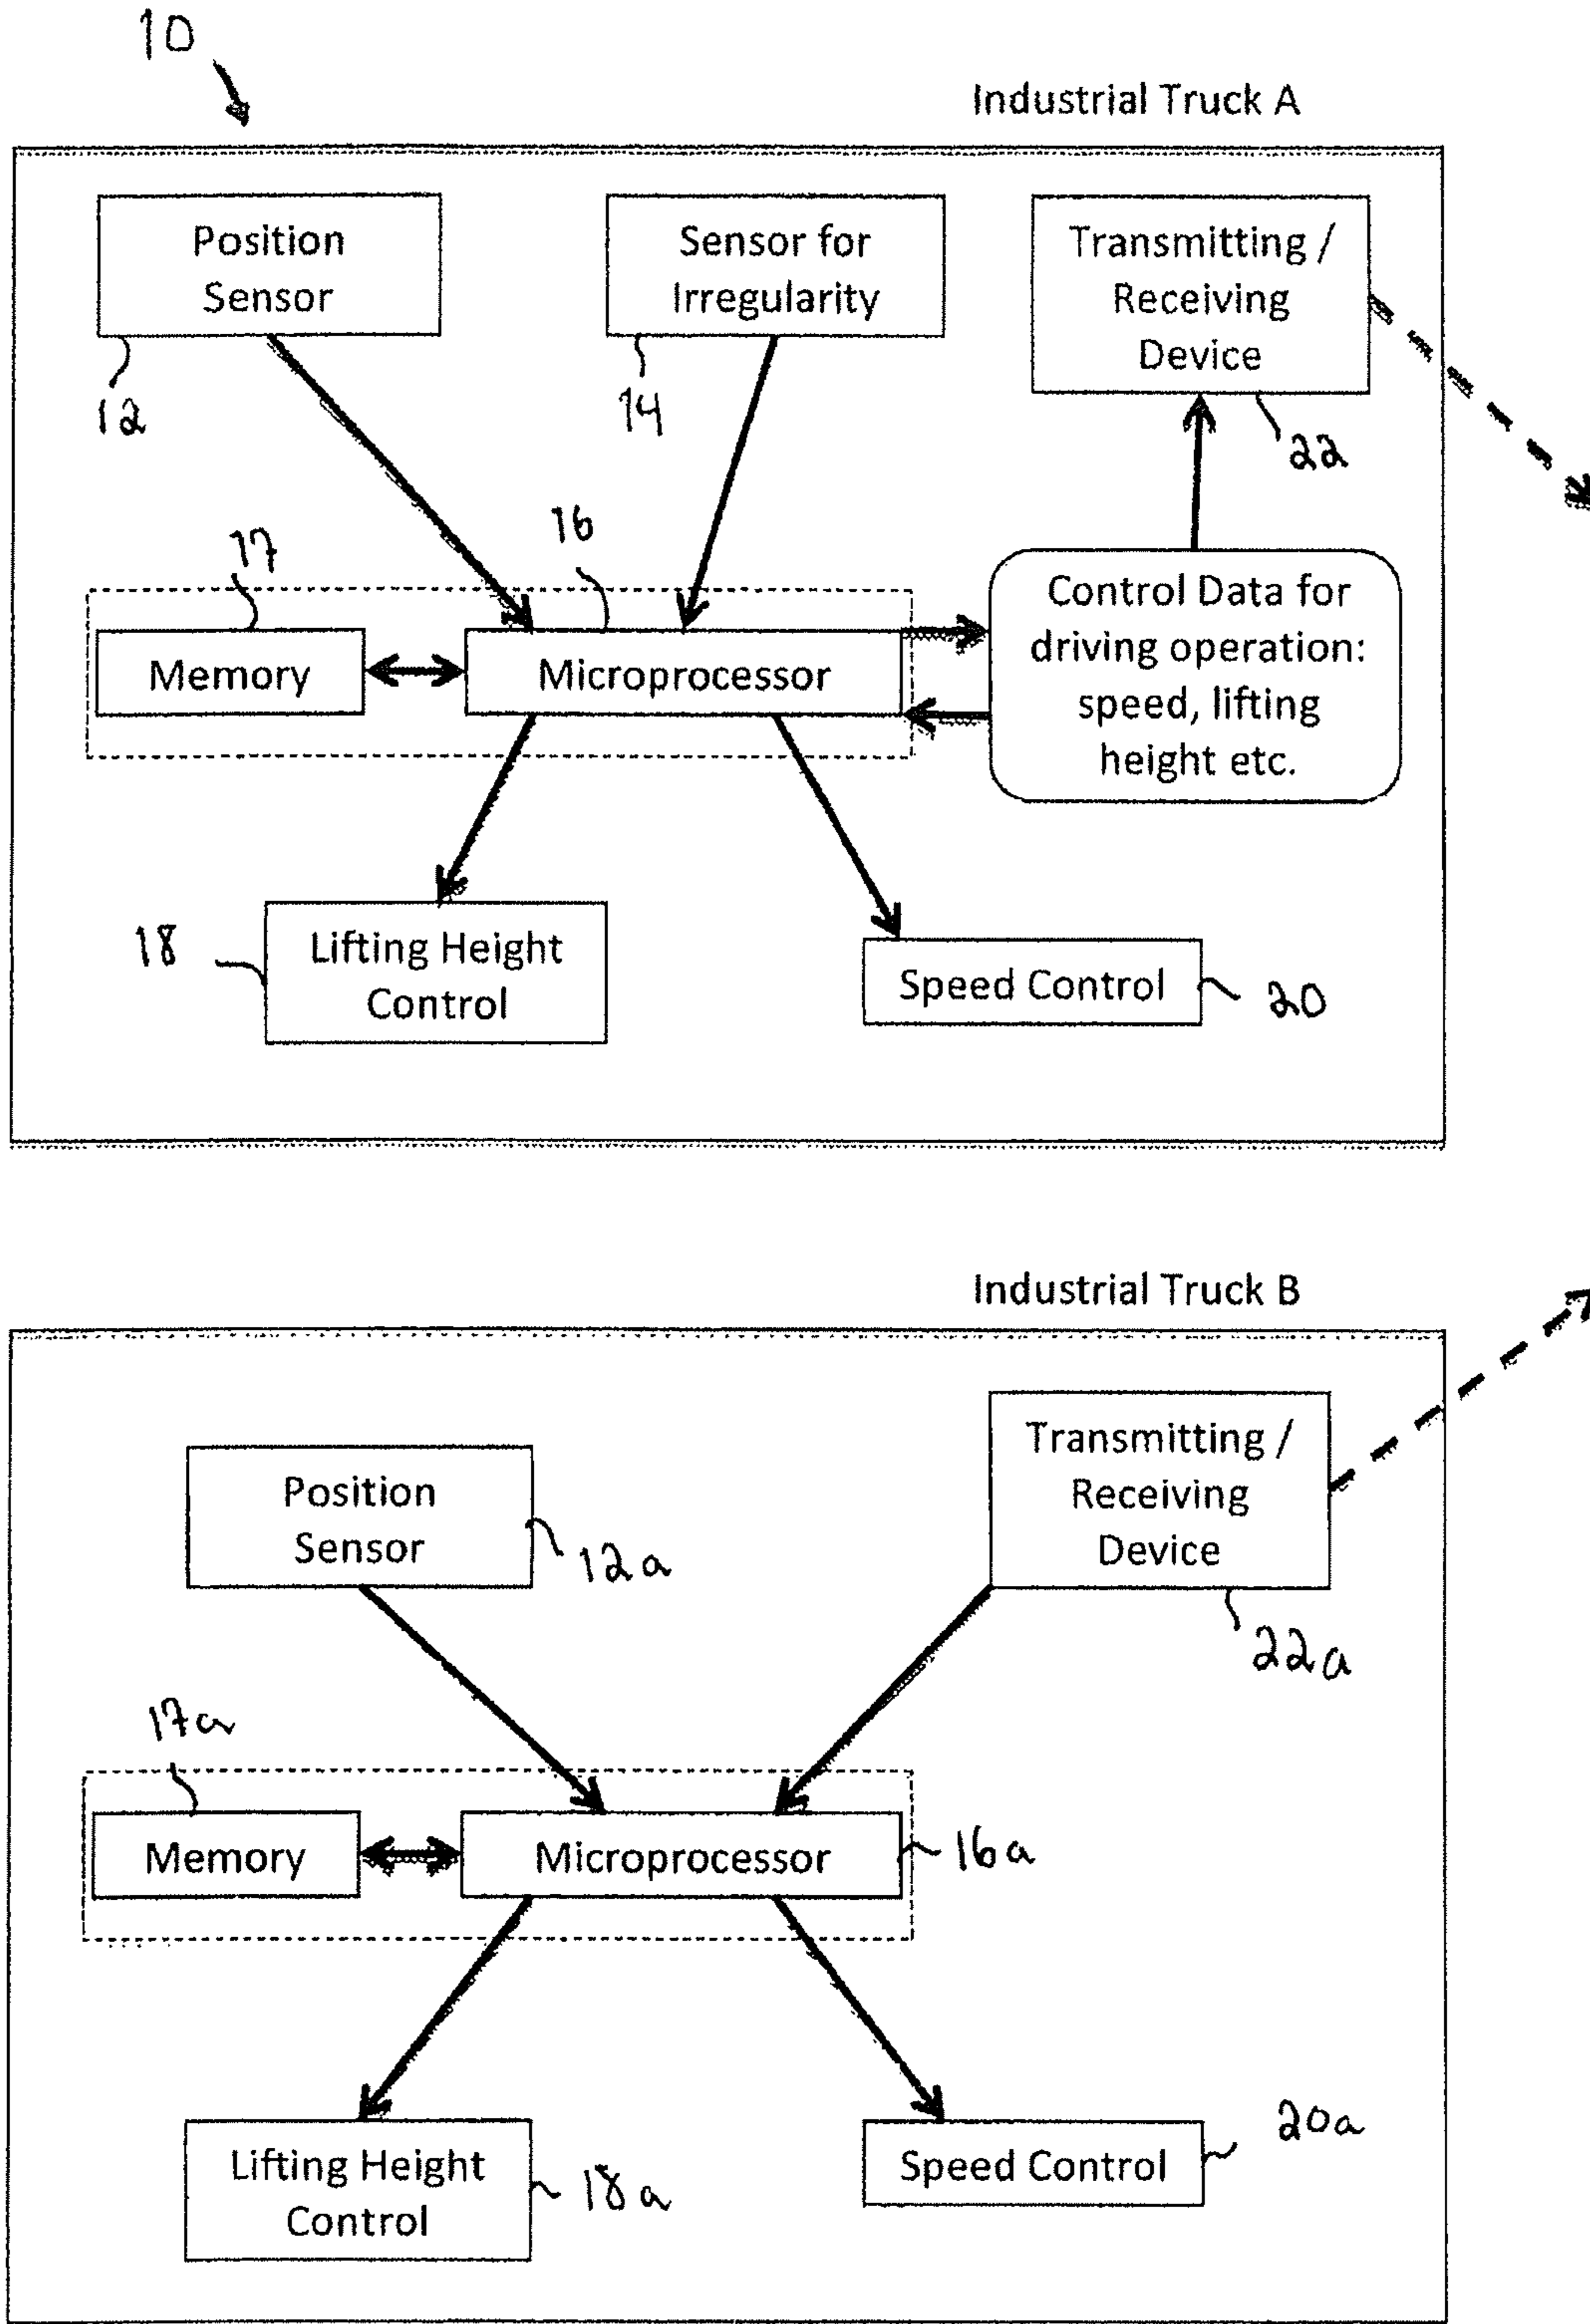 10
Industrial Truck A
Position
Sensor
12
Sensor for
Irregularity
14
Transmitting /
Receiving
Device
22
17
16
Memory
Microprocessor
Control Data for
driving operation:
speed, lifting
height etc.
18
Lifting Height
Control
Speed Control
20
Industrial Truck B
Position
Sensor
12a
Transmitting /
Receiving
Device
22a
17a
Memory
Microprocessor
16a
Lifting Height
Control
18a
Speed Control
20a